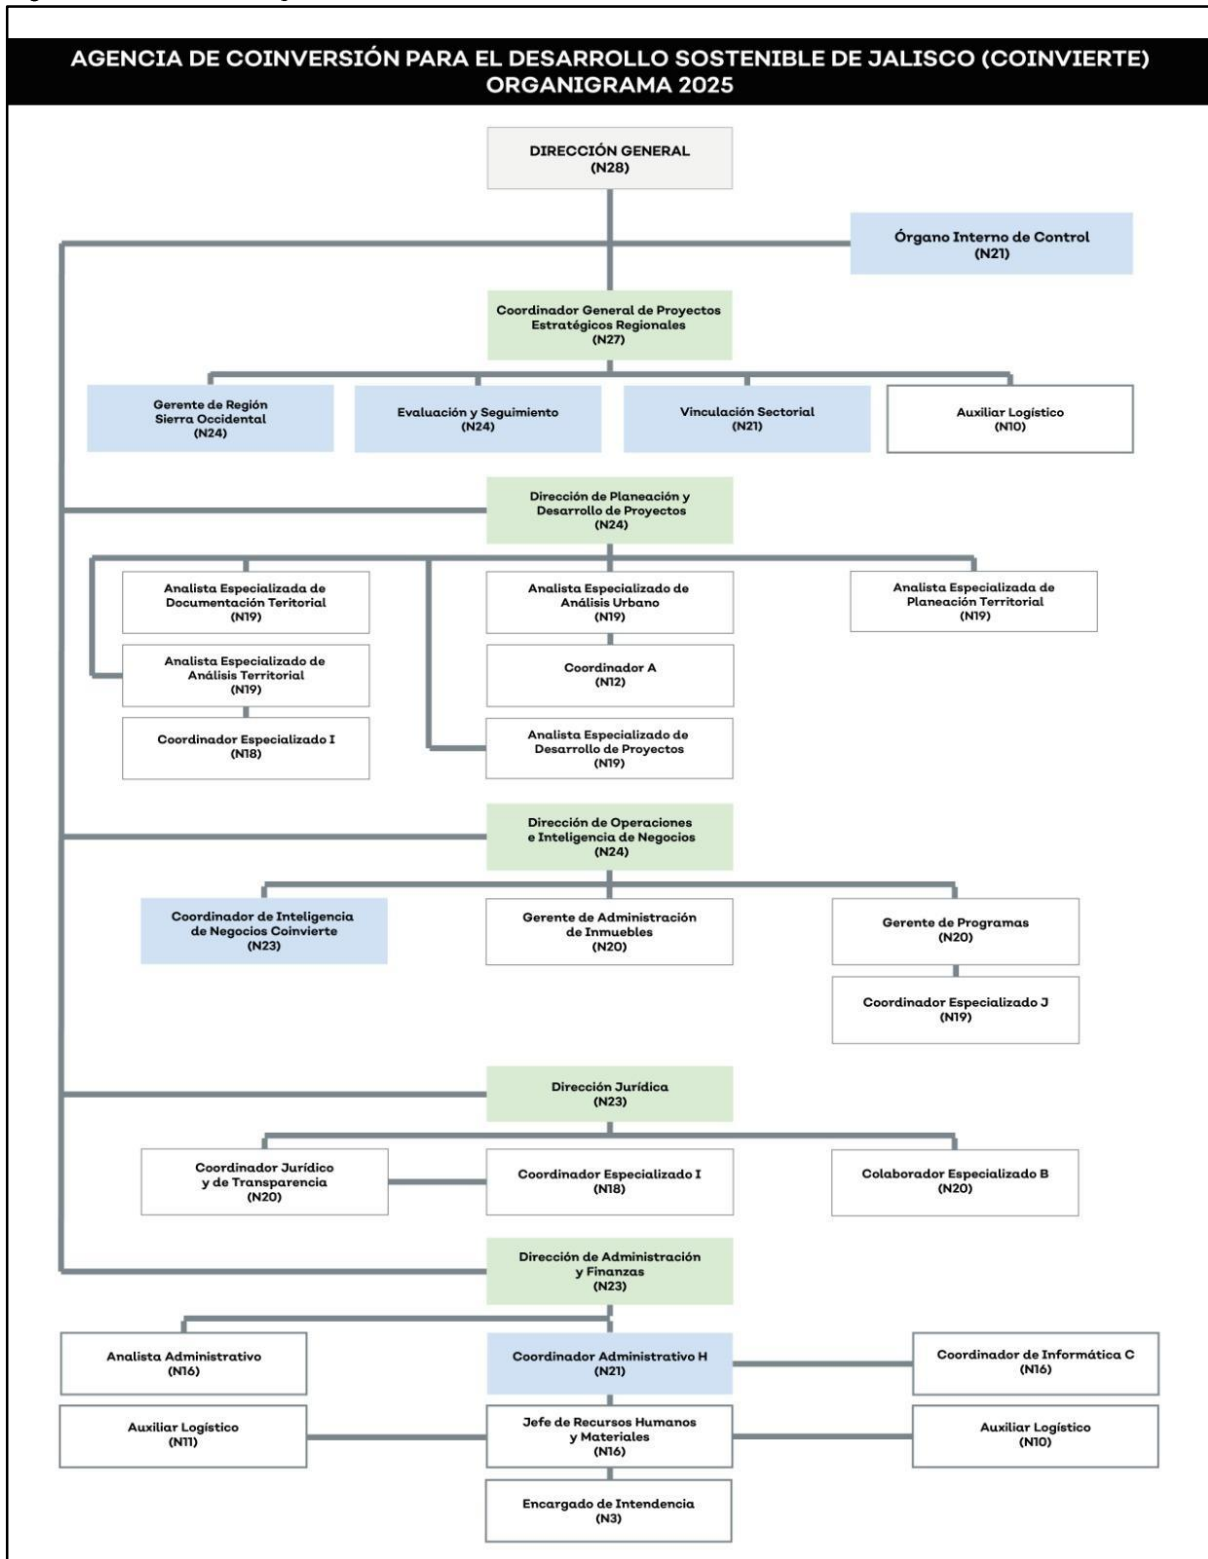 AGENCIA DE COINVERSIÓN PARA EL DESARROLLO SOSTENIBLE DE JALISCO (COINVIERTE)
ORGANIGRAMA 2025
DIRECCIÓN GENERAL
(N28)
Órgano Interno de Control
(N21)
Coordinador General de Proyectos
Estratégicos Regionales
(N27)
Gerente de Región
Sierra Occidental
(N24)
Evaluación y Seguimiento
(N24)
Vinculación Sectorial
(N21)
Auxiliar Logístico
(N10)
Dirección de Planeación y
Desarrollo de Proyectos
(N24)
Analista Especializada de
Documentación Teritorial
(N19)
Analista Especializado de
Análisis Urbano
(N19)
Analista Especializada de
Planeación Territorial
(N19)
Analista Especializado de
Análisis Territorial
(N19)
Coordinador A
(N12)
Coordinador Especializado I
(N18)
Analista Especializado de
Desarrollo de Proyectos
(N19)
Dirección de Operaciones
e Inteligencia de Negocios
(N24)
Coordinador de Inteligencia
de Negocios Coinvierte
(N23)
Gerente de Administración
de Inmuebles
(N20)
Gerente de Programas
(N20)
Coordinador Especializado J
(N19)
Dirección Jurídica
(N23)
Coordinador Jurídico
y de Transparencia
(N20)
Coordinador Especializado I
(N18)
Colaborador Especializado B
(N20)
Dirección de Administración
y Finanzas
(N23)
Analista Administrativo
(N16)
Coordinador Administrativo H
(N21)
Coordinador de Informática C
(N16)
Auxiliar Logístico
(N11)
Jefe de Recursos Humanos
y Materiales
(N16)
Auxiliar Logístico
(N10)
Encargado de Intendencia
(N3)